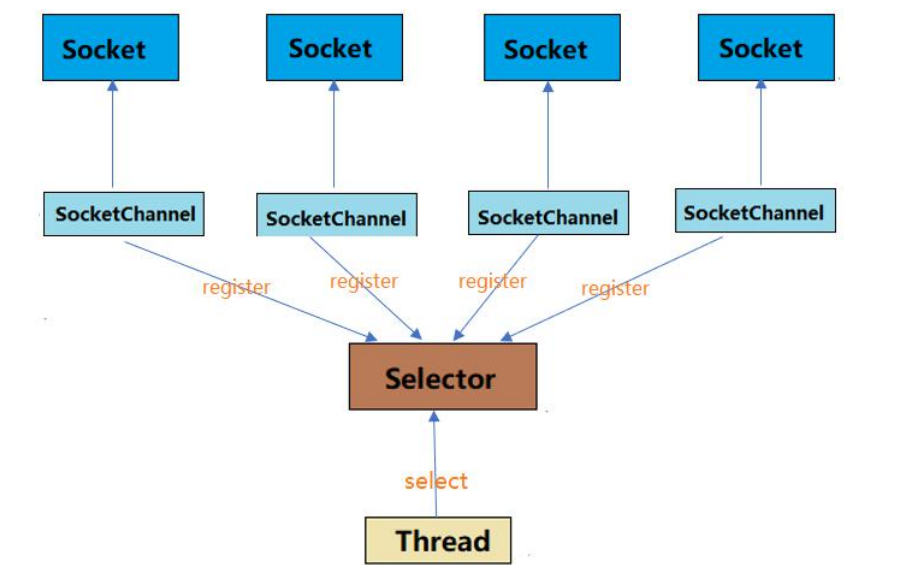 Socket
Socket
Socket
Socket
SocketChannel
SocketChannel
SocketChannel
SocketChannel
register
register
register
register
Selector
select
Thread